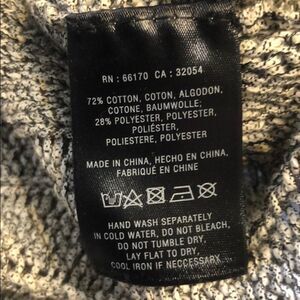 RN : 66170 CA : 32054
72% COTTON, COTON, ALGODON,
COTONE, BAUMWOLLE;
28% POLYESTER, POLYESTER,
POLIÉSTER,
POLIESTERE, POLYESTER
MADE IN CHINA, HECHO EN CHINA,
FABRIQUÉ EN CHINE
HAND WASH SEPARATELY
IN COLD WATER, DO NOT BLEACH,
DO NOT TUMBLE DRY.
LAY FLAT TO DRY,
COOL IRON IF NECCESSARY